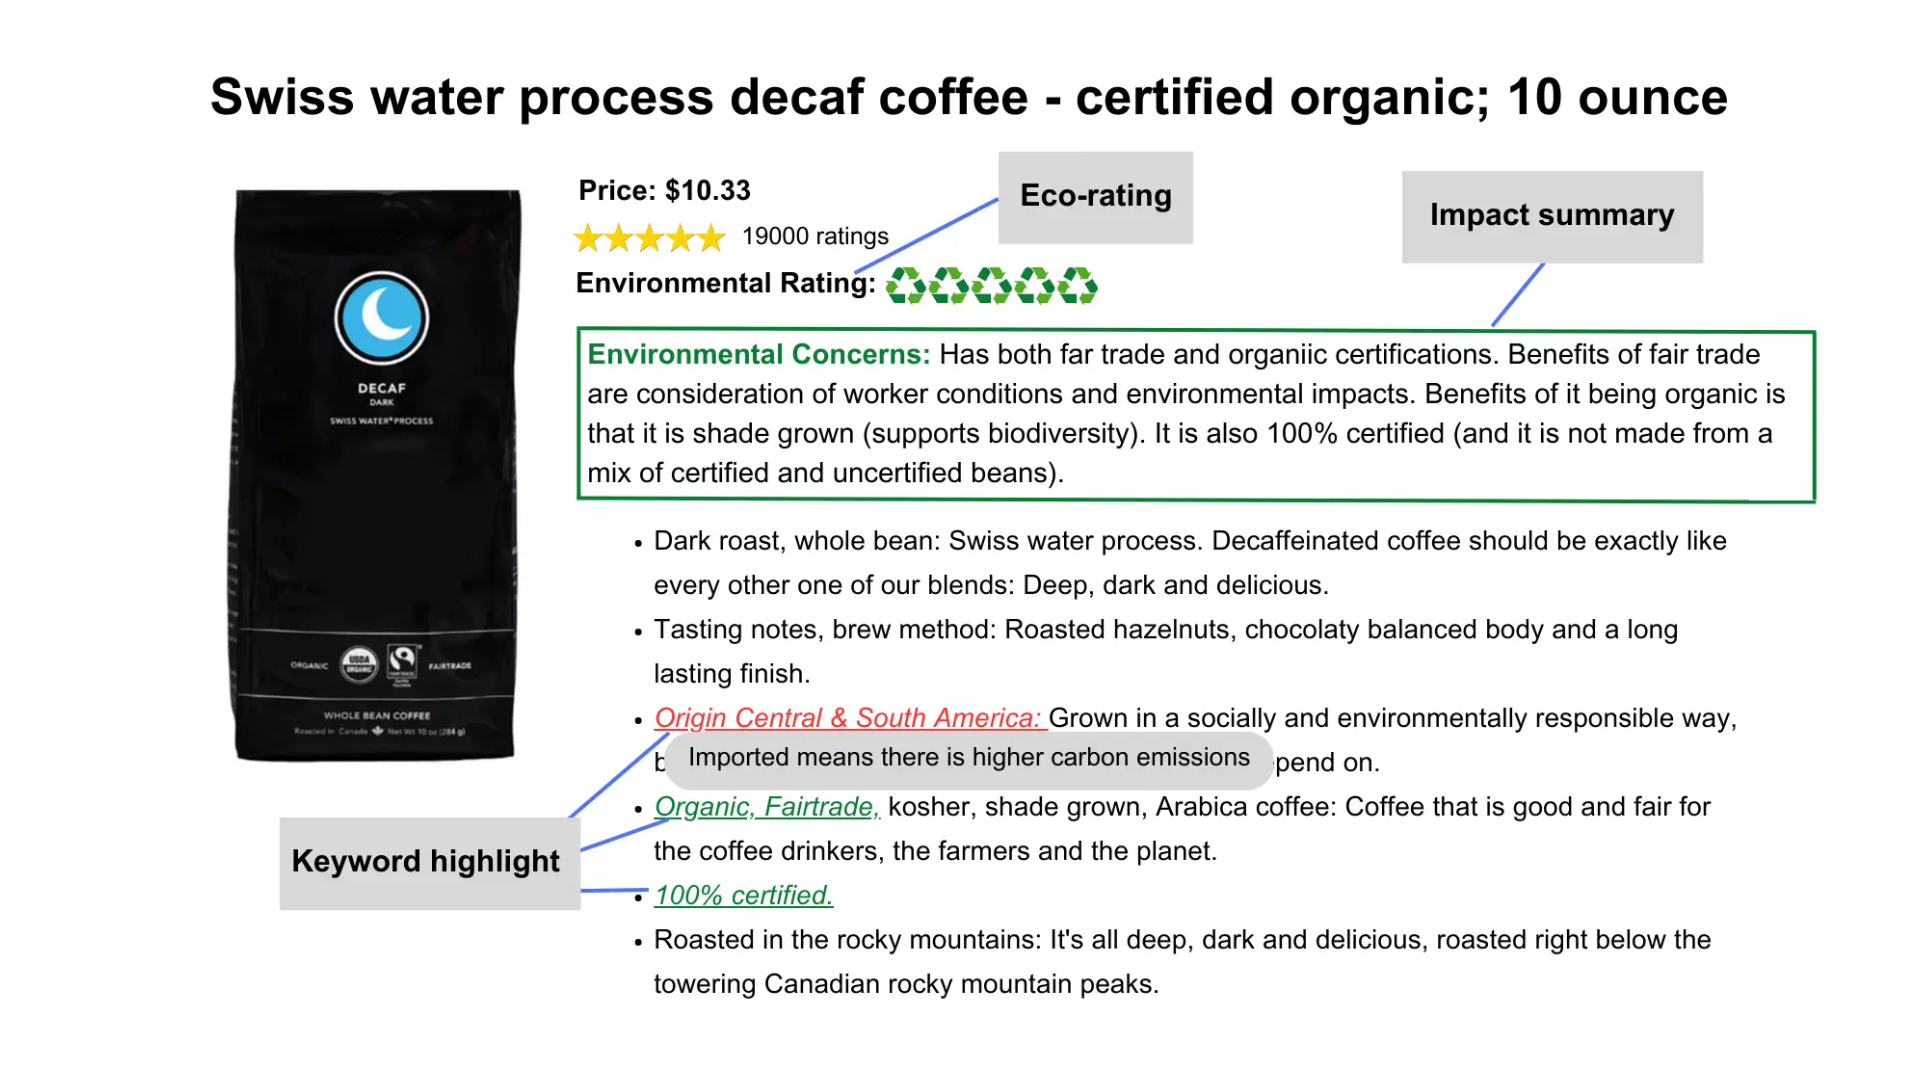 Swiss water process decaf coffee - certified organic; 10 ounce
Price: $10.33
Eco-rating
Impact summary
19000 ratings
Environmental Rating:
Environmental Concerns: Has both far trade and organiic certifications. Benefits of fair trade
are consideration of worker conditions and environmental impacts. Benefits of it being organic is
that it is shade grown (supports biodiversity). It is also 100% certified (and it is not made from a
mix of certified and uncertified beans).
DECAF
DARK
SWISS WATER® PROCESS
ORGANIC
USDA
ORGANIC
FAIRTRADE
FAIRTRADE
WHOLE BEAN COFFEE
Roasted in Canada Net Wt 10 oz (284 g)
• Dark roast, whole bean: Swiss water process. Decaffeinated coffee should be exactly like
every other one of our blends: Deep, dark and delicious.
• Tasting notes, brew method: Roasted hazelnuts, chocolaty balanced body and a long
lasting finish.
• Origin Central & South America: Grown in a socially and environmentally responsible way,
b
Imported means there is higher carbon emissions
pend on.
• Organic, Fairtrade, kosher, shade grown, Arabica coffee: Coffee that is good and fair for
the coffee drinkers, the farmers and the planet.
Keyword highlight
• 100% certified.
• Roasted in the rocky mountains: It's all deep, dark and delicious, roasted right below the
towering Canadian rocky mountain peaks.